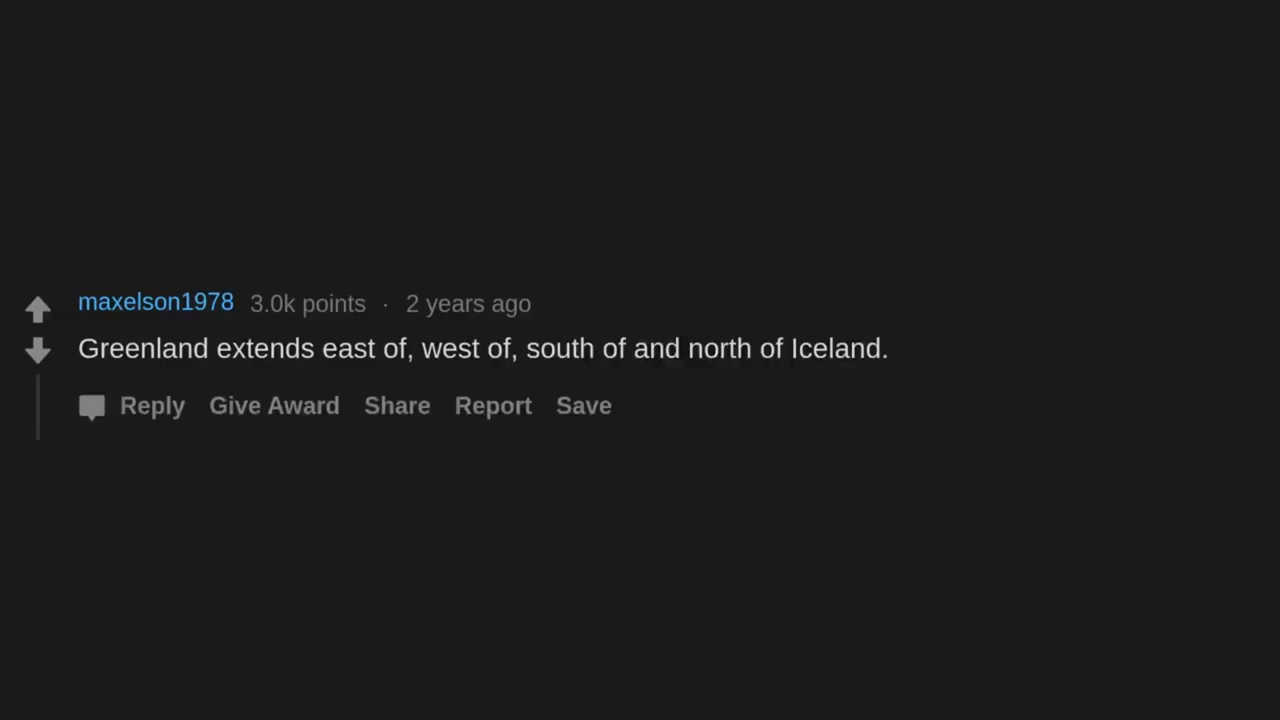 maxelson1978 3.0k points · 2 years ago
Greenland extends east of, west of, south of and north of Iceland.
Reply Give Award Share Report Save